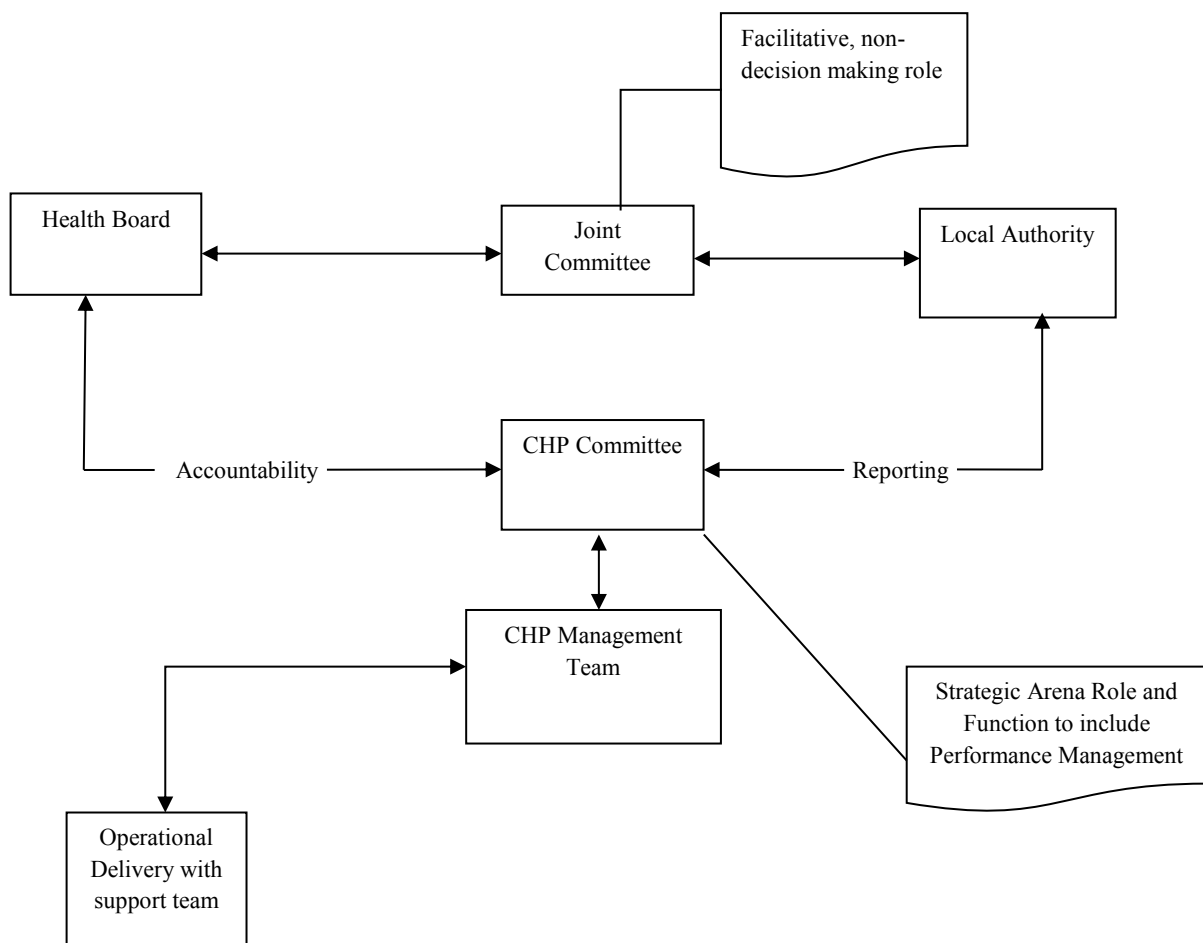 Facilitative, non-
decision making role
Health Board
Joint
Committee
Local Authority
CHP Committee
Accountability
Reporting
CHP Management
Team
Strategic Arena Role and
Function to include
Performance Management
Operational
Delivery with
support team